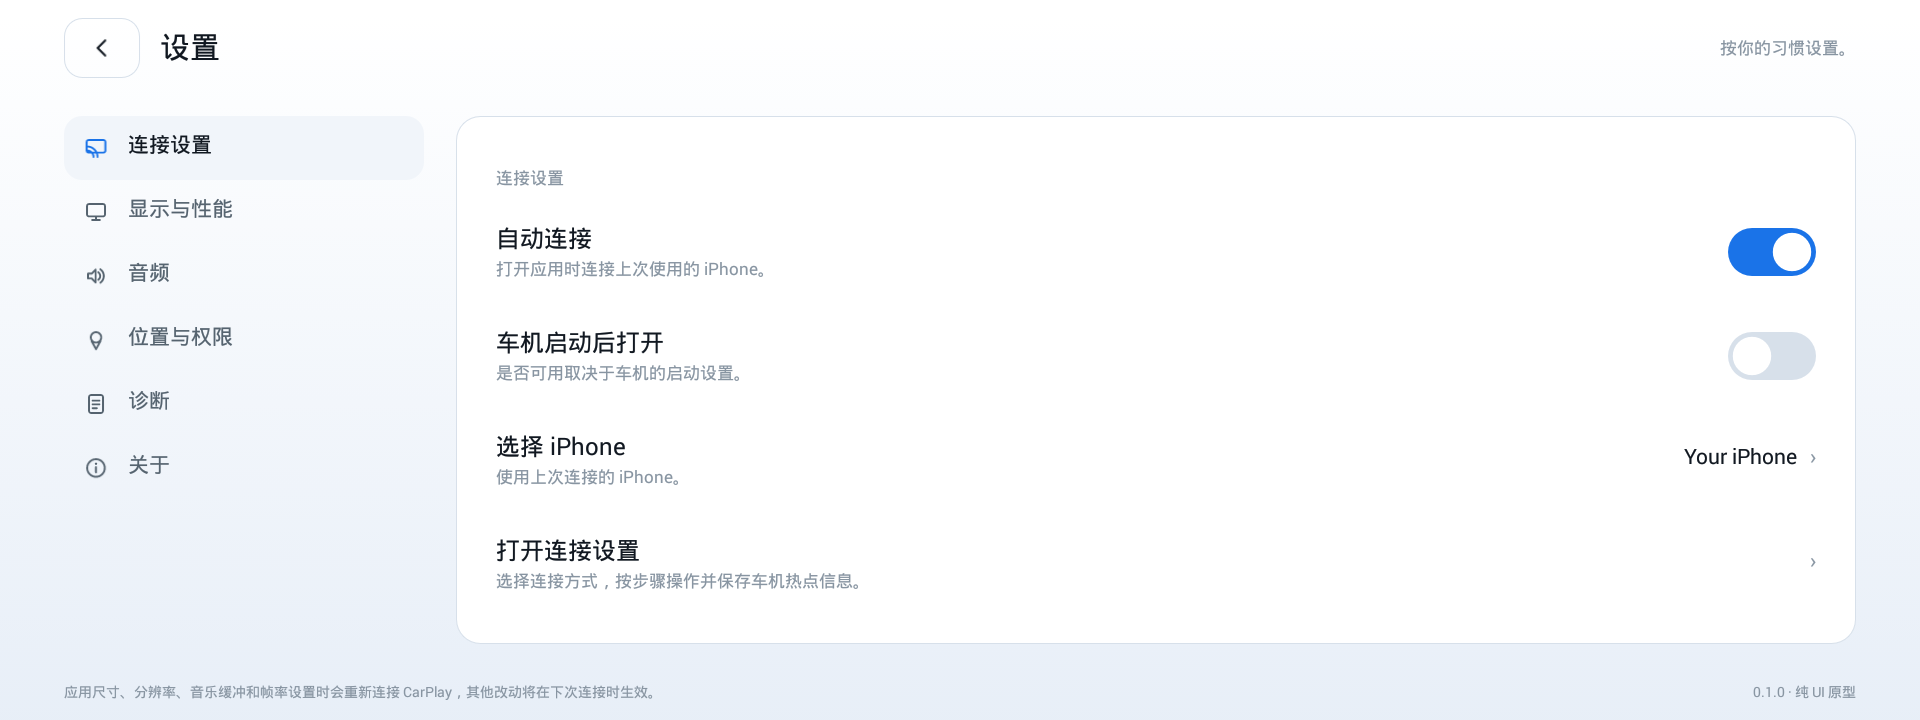 设置
按你的习惯设置。
连接设置
显示与性能
音频
位置与权限
诊断
关于
连接设置
自动连接
打开应用时连接上次使用的 iPhone。
车机启动后打开
是否可用取决于车机的启动设置。
选择 iPhone
使用上次连接的 iPhone。
Your iPhone ›
打开连接设置
选择连接方式，按步骤操作并保存车机热点信息。
›
应用尺寸、分辨率、音乐缓冲和帧率设置时会重新连接 CarPlay，其他改动将在下次连接时生效。
0.1.0 · 纯 UI 原型